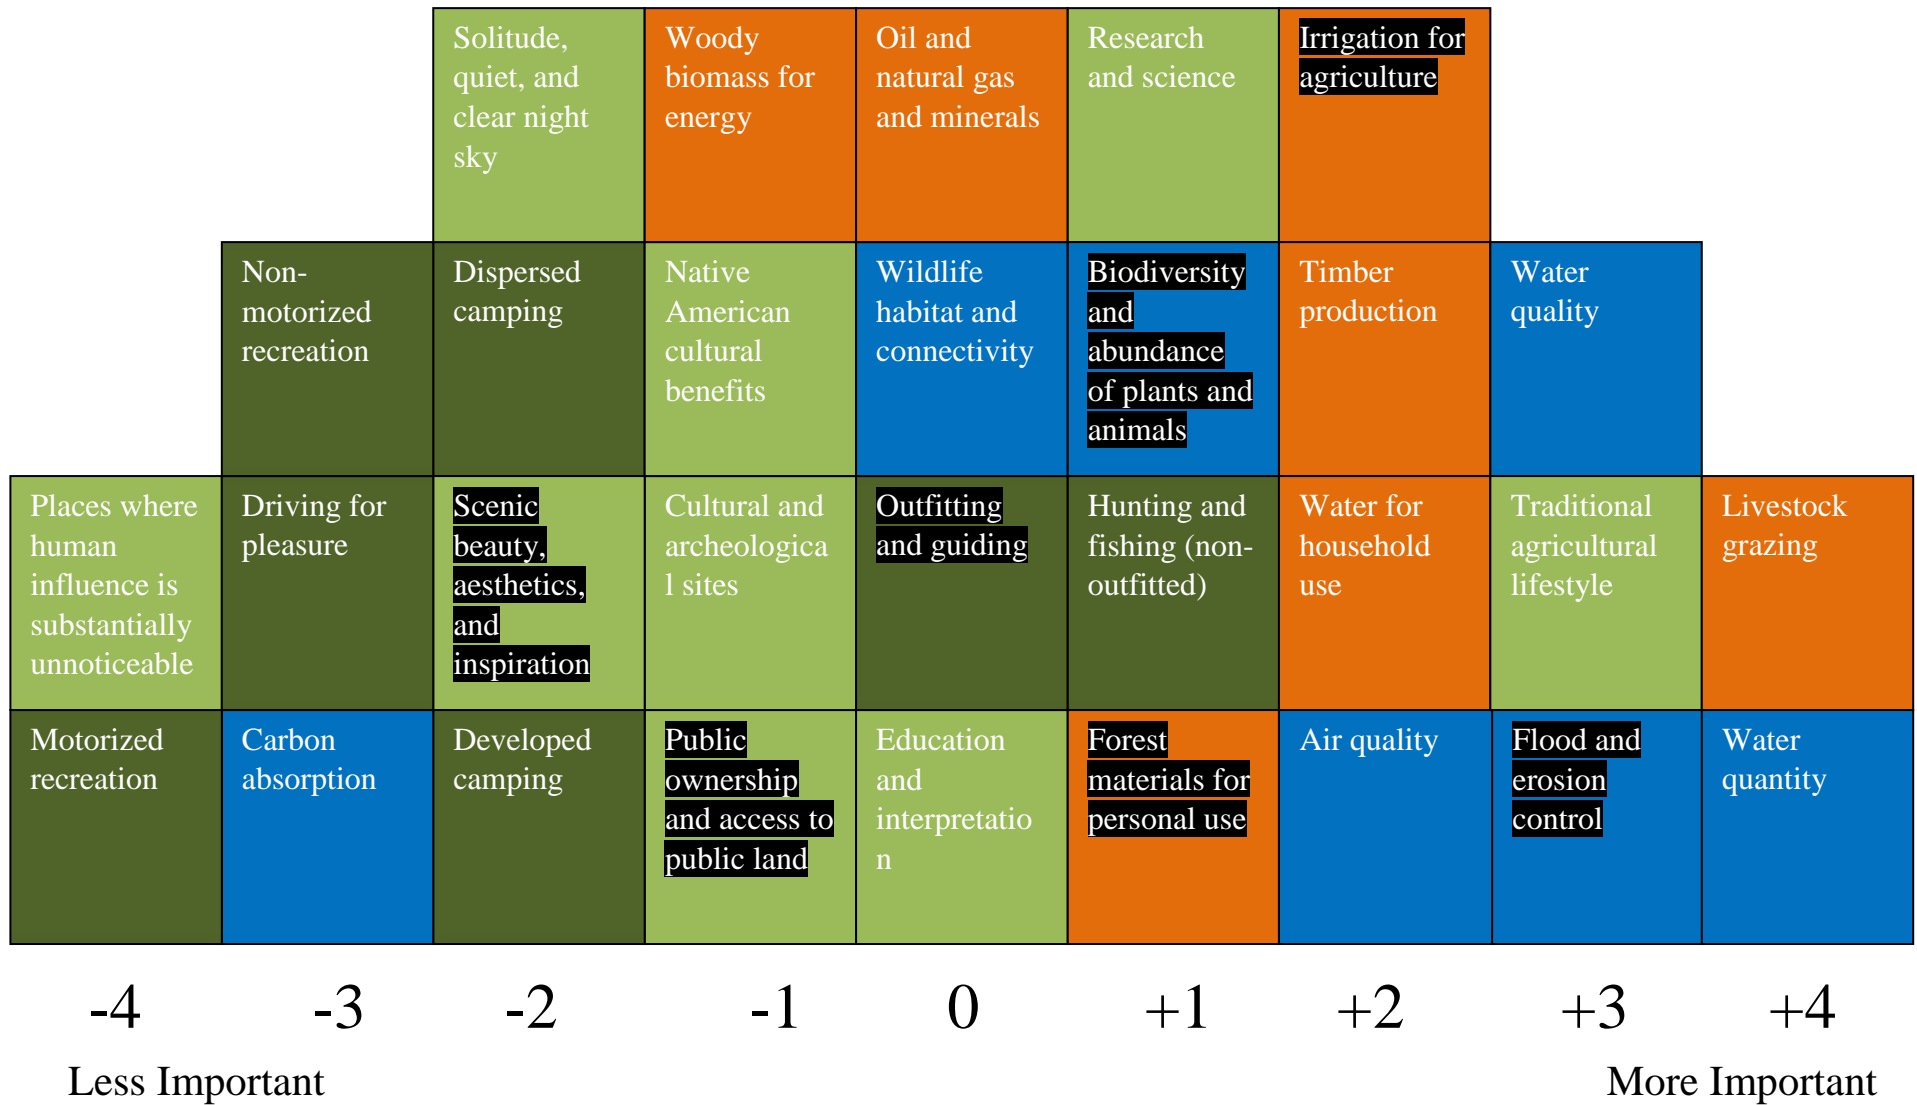 Solitude,
quiet, and
clear night
sky
Woody
biomass for
energy
Oil and
natural gas
and minerals
Research
and science
Irrigation for
agriculture
Non-
motorized
recreation
Dispersed
camping
Native
American
cultural
benefits
Wildlife
habitat and
connectivity
Biodiversity
and
abundance
of plants and
animals
Timber
production
Water
quality
Places where
human
influence is
substantially
unnoticeable
Driving for
pleasure
Scenic
beauty,
aesthetics,
and
inspiration
Cultural and
archeologica
l sites
Outfitting
and guiding
Hunting and
fishing (non-
outfitted)
Water for
household
use
Traditional
agricultural
lifestyle
Livestock
grazing
Motorized
recreation
Carbon
absorption
Developed
camping
Public
ownership
and access to
public land
Education
and
interpretatio
n
Forest
materials for
personal use
Air quality
Flood and
erosion
control
Water
quantity
-4 -3 -2 -1 0 +1 +2 +3 +4
Less Important More Important